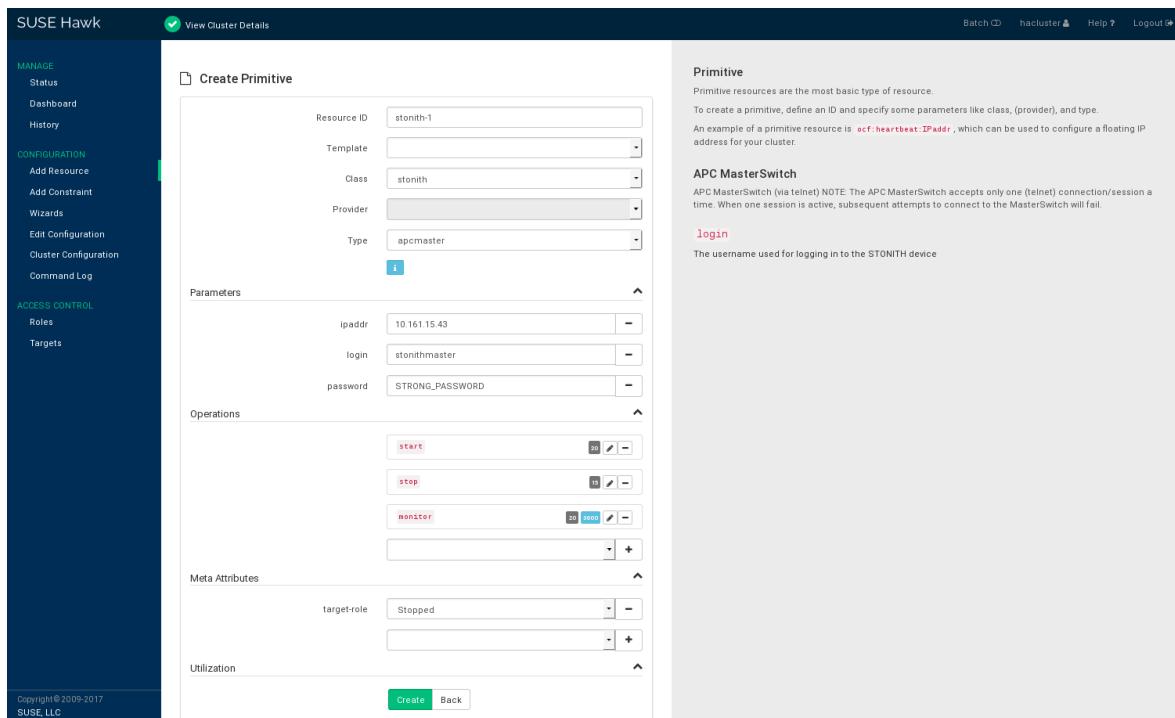 SUSE Hawk
View Cluster Details
Batch
hacluster
Help ?
Logout
MANAGE
Status
Dashboard
History
CONFIGURATION
Add Resource
Add Constraint
Wizards
Edit Configuration
Cluster Configuration
Command Log
ACCESS CONTROL
Roles
Targets
Copyright © 2009-2017
SUSE, LLC
Create Primitive
Resource ID stonith-1
Template
Class stonith
Provider
Type apcmaster
i
Parameters
ipaddr 10.161.15.43
login stonithmaster
password STRONG_PASSWORD
Operations
start 20
stop 15
monitor 20 3600
Meta Attributes
target-role Stopped
Utilization
Create Back
Primitive
Primitive resources are the most basic type of resource.
To create a primitive, define an ID and specify some parameters like class, (provider), and type.
An example of a primitive resource is ocf:heartbeat:IPaddr, which can be used to configure a floating IP
address for your cluster.
APC MasterSwitch
APC MasterSwitch (via telnet) NOTE: The APC MasterSwitch accepts only one (telnet) connection/session a
time. When one session is active, subsequent attempts to connect to the MasterSwitch will fail.
login
The username used for logging in to the STONITH device